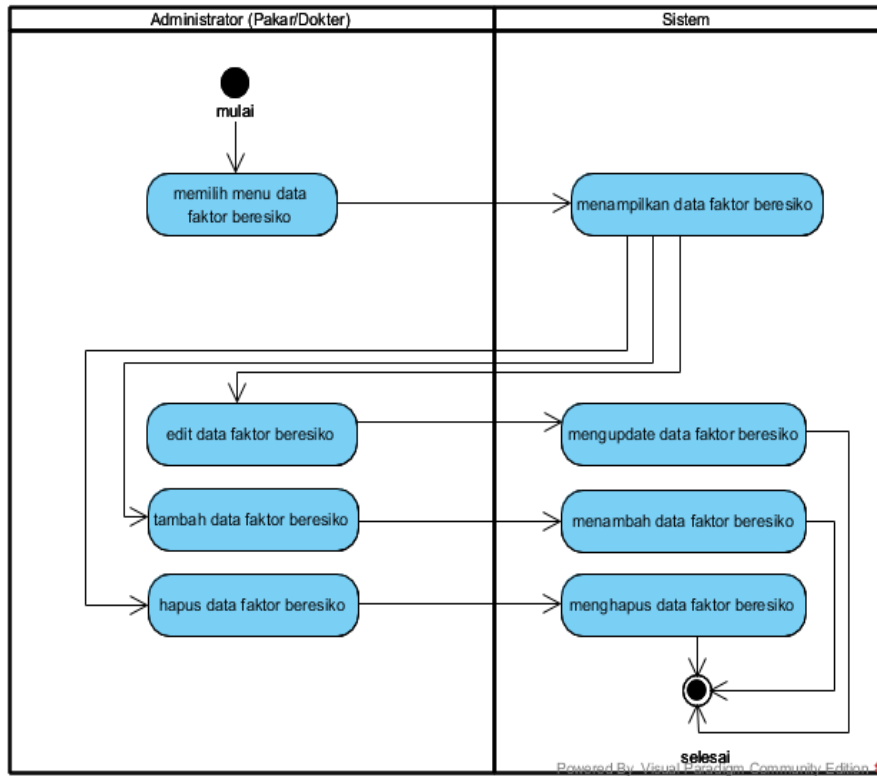 Administrator (Pakar/Dokter)
Sistem
mulai
memilih menu data
faktor beresiko
menampilkan data faktor beresiko
edit data faktor beresiko
mengupdate data faktor beresiko
tambah data faktor beresiko
menambah data faktor beresiko
hapus data faktor beresiko
menghapus data faktor beresiko
selesai
Powered By Visual Paradigm Community Edition